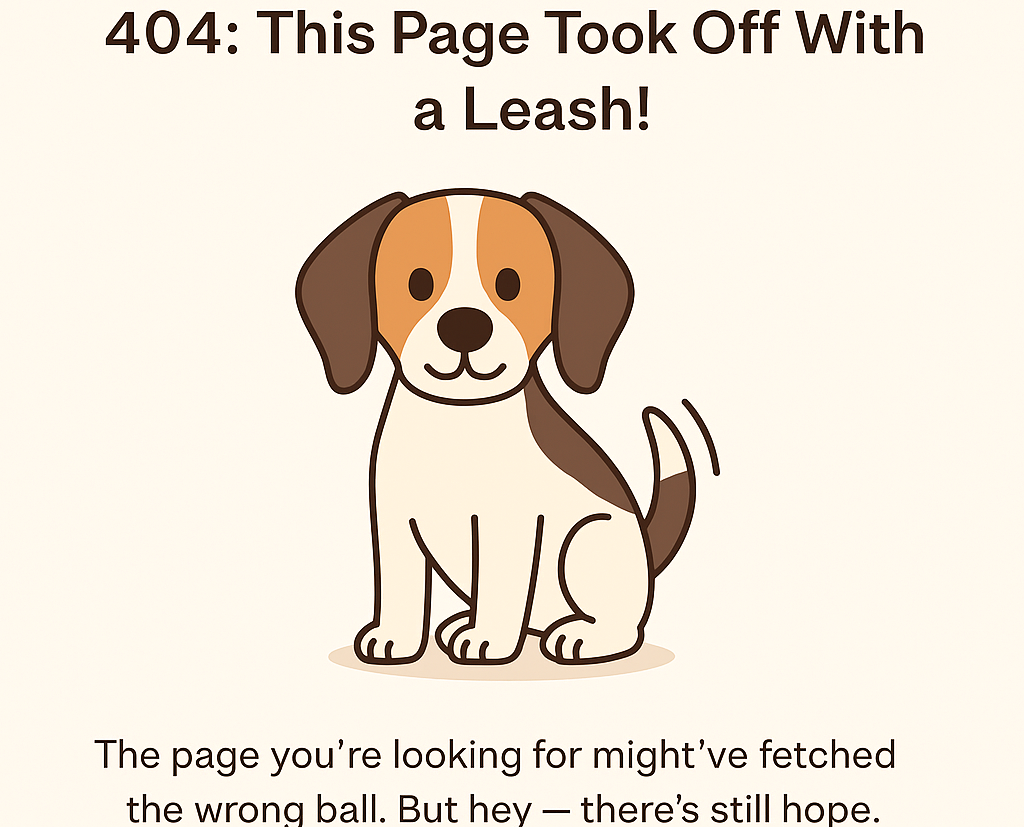 404: This Page Took Off With
a Leash!
The page you’re looking for might’ve fetched
the wrong ball. But hey — there’s still hope.